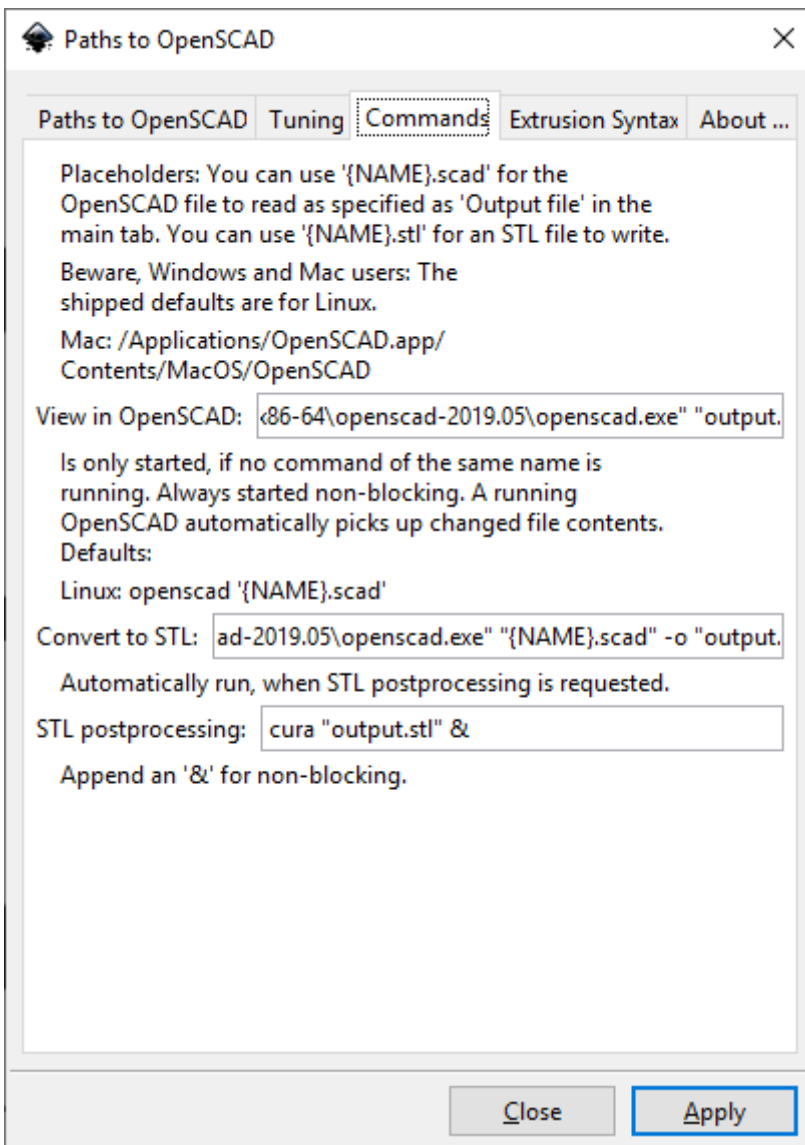 Paths to OpenSCAD
Paths to OpenSCAD Tuning Commands Extrusion Syntax About ...
Placeholders: You can use '{NAME}.scad' for the
OpenSCAD file to read as specified as 'Output file' in the
main tab. You can use '{NAME}.stl' for an STL file to write.
Beware, Windows and Mac users: The
shipped defaults are for Linux.
Mac: /Applications/OpenSCAD.app/
Contents/MacOS/OpenSCAD
View in OpenSCAD: x86-64\openscad-2019.05\openscad.exe" "output.
Is only started, if no command of the same name is
running. Always started non-blocking. A running
OpenSCAD automatically picks up changed file contents.
Defaults:
Linux: openscad '{NAME}.scad'
Convert to STL: ad-2019.05\openscad.exe" "{NAME}.scad" -o "output.
Automatically run, when STL postprocessing is requested.
STL postprocessing: cura "output.stl" &
Append an '&' for non-blocking.
Close Apply